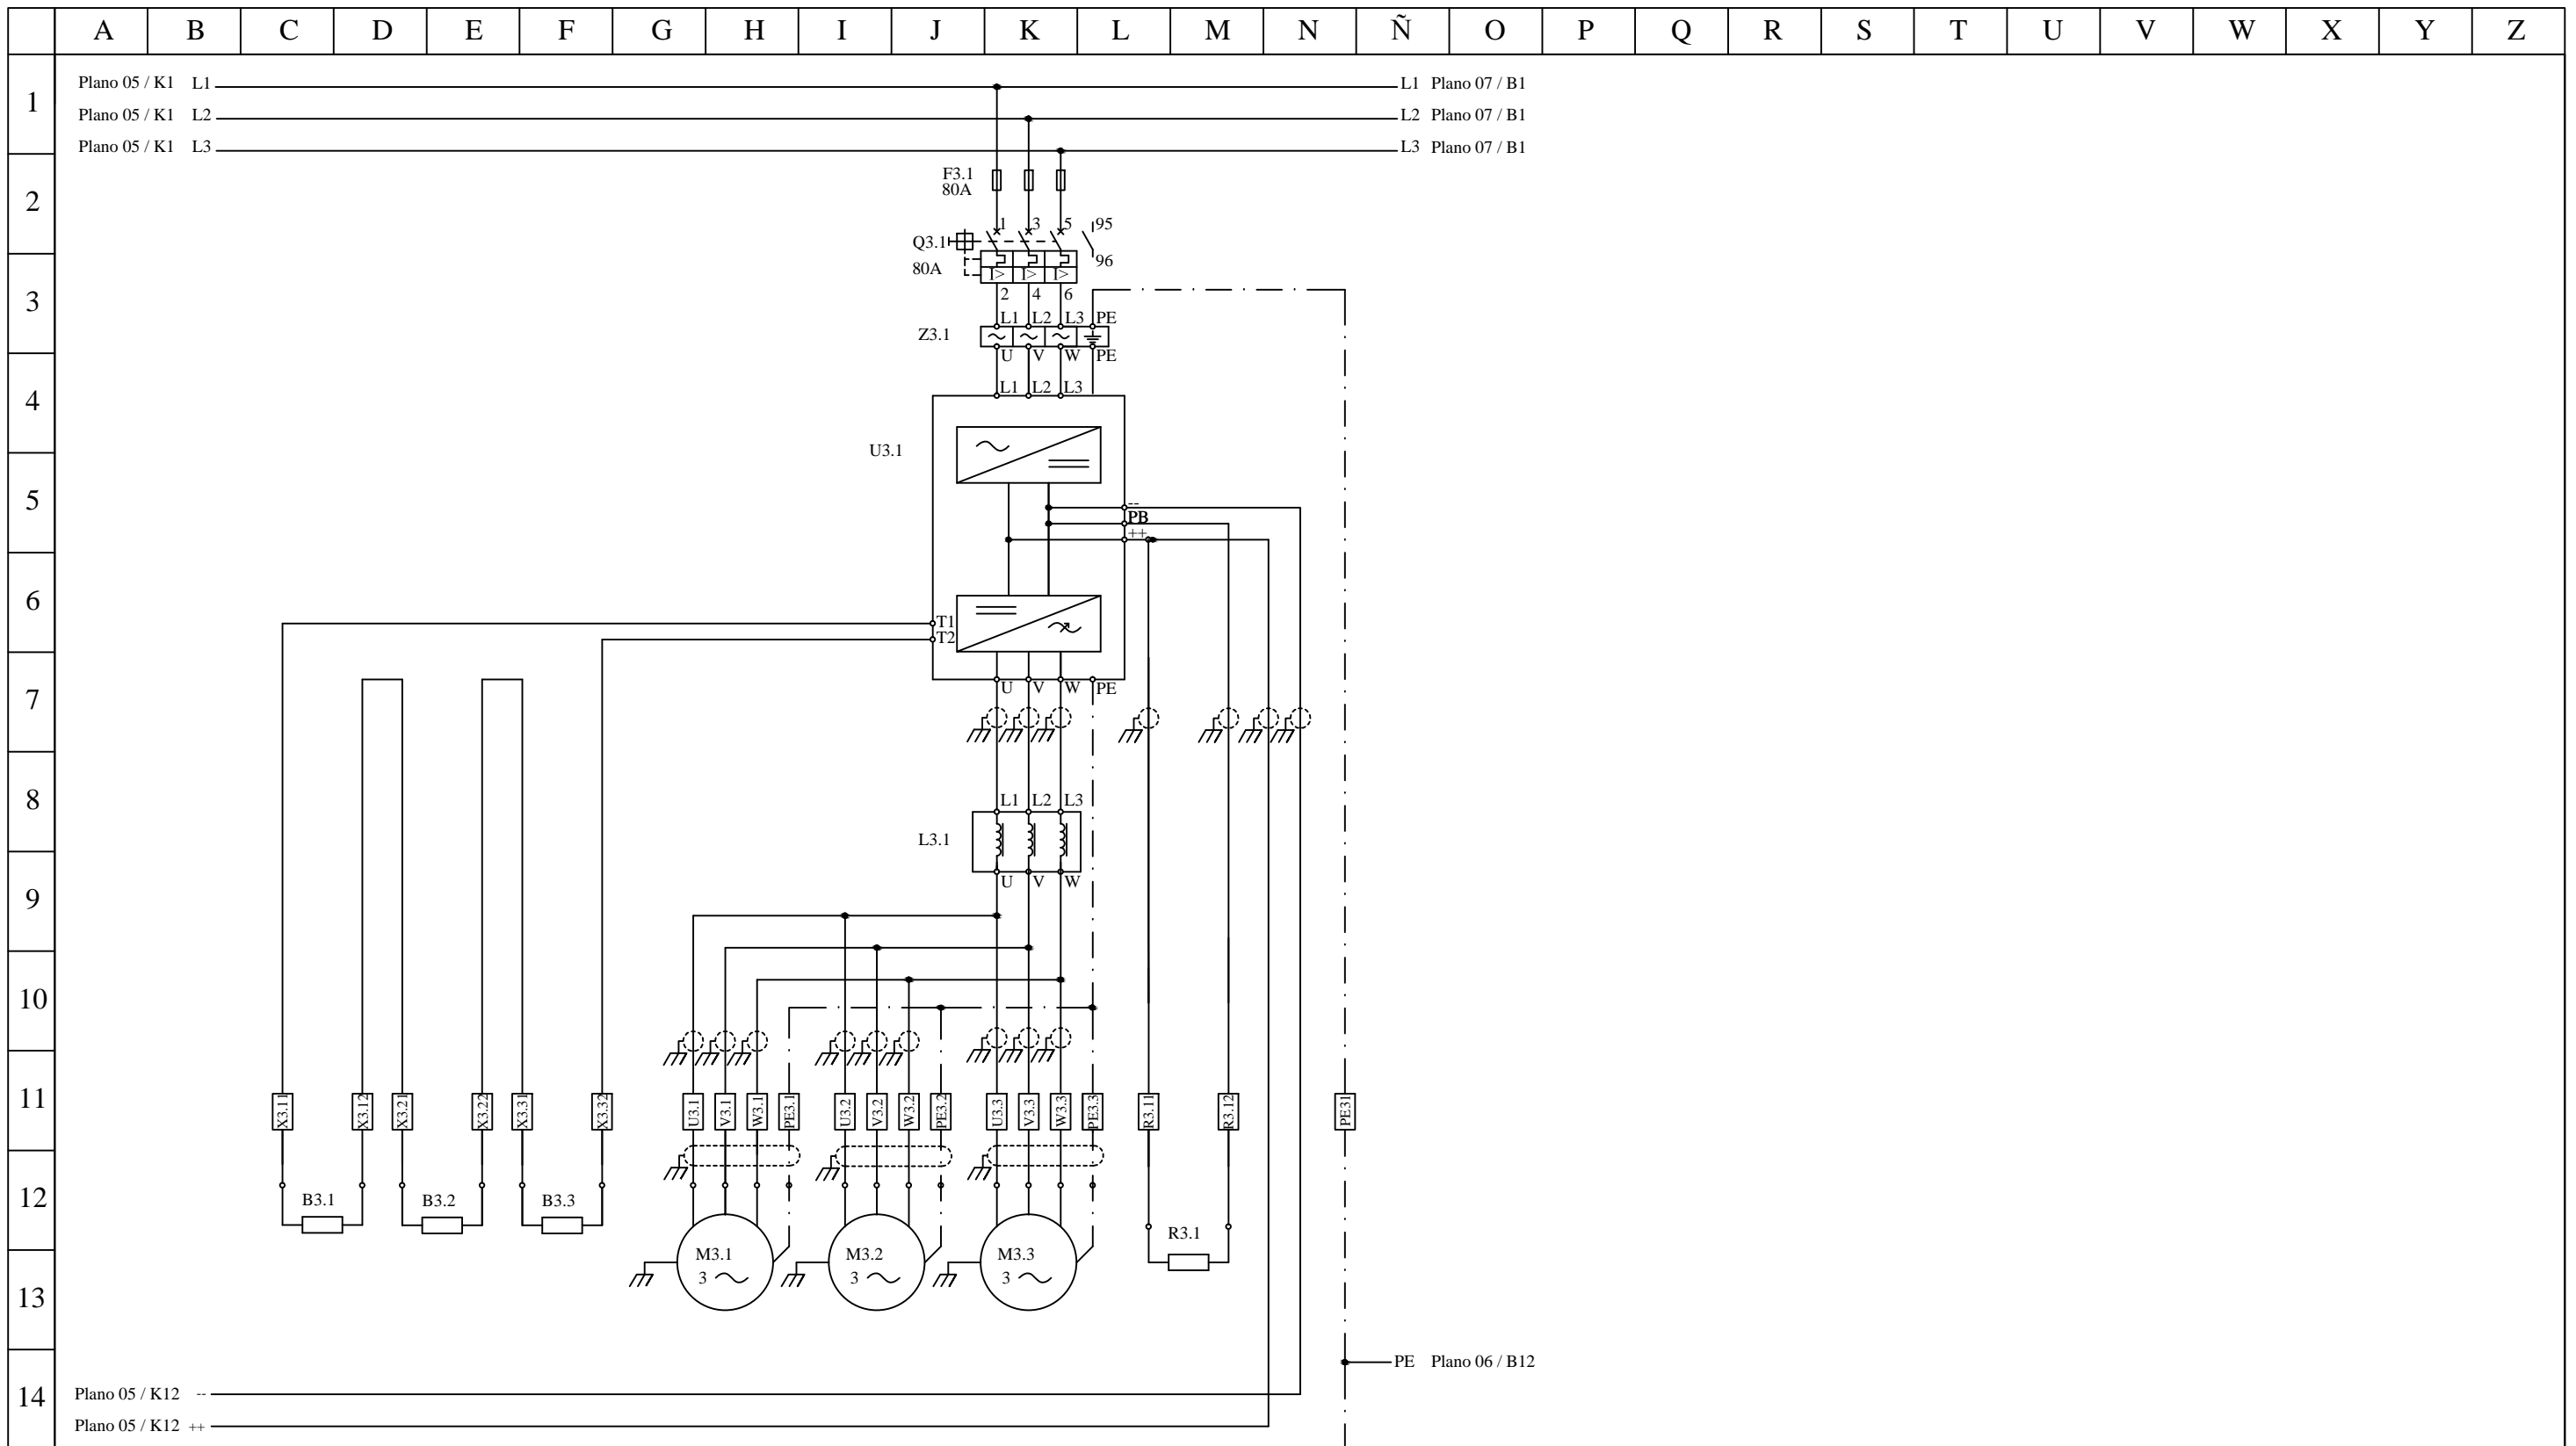 A B C D E F G H I J K L M N Ñ O P Q R S T U V W X Y Z
1
Plano 05 / K1 L1
L1 Plano 07 / B1
Plano 05 / K1 L2
L2 Plano 07 / B1
Plano 05 / K1 L3
L3 Plano 07 / B1
2
F3.1
80A
1 3 5 95
Q3.1
96
80A
I> I> I>
3
2 4 6
L1 L2 L3 PE
Z3.1
U V W PE
4
L1 L2 L3
U3.1
5
--
PB
++
6
T1
T2
7
U V W PE
8
L1 L2 L3
L3.1
9
U V W
10
11
X3.11 X3.12 X3.21 X3.22 X3.31 X3.32 U3.1 V3.1 W3.1 PE3.1 U3.2 V3.2 W3.2 PE3.2 U3.3 V3.3 W3.3 PE3.3 R3.11 R3.12 PE31
12
B3.1 B3.2 B3.3
R3.1
M3.1 M3.2 M3.3
3 3 3
13
PE Plano 06 / B12
14
Plano 05 / K12 --
Plano 05 / K12 ++